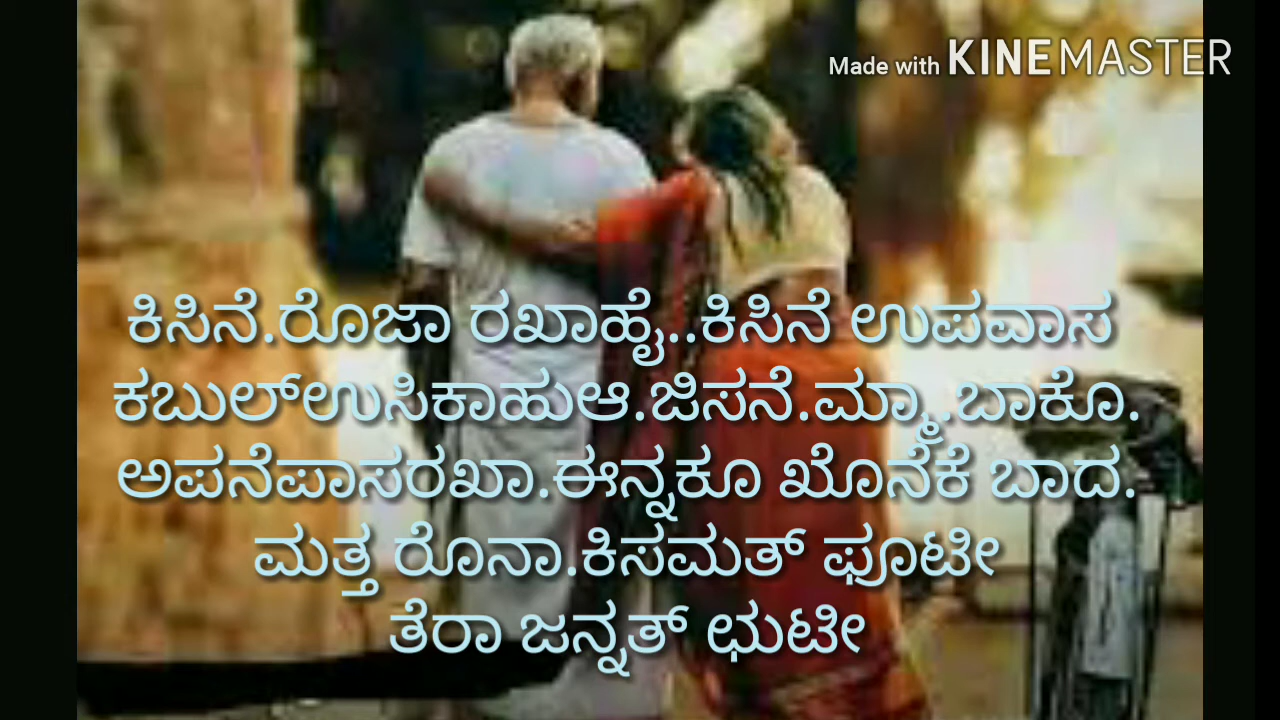 Made with KINEMASTER
ಕಿಸಿನೆ.ರೊಜಾ ರಖಾಹೈ..ಕಿಸಿನೆ ಉಪವಾಸ
ಕಬುಲ್ಉಸಿಕಾಹುಆ.ಜಿಸನೆ.ಮ್ಮಾ.ಬಾಕೊ.
ಅಪನೆಪಾಸರಖಾ.ಈನ್ನಕೂ ಖೊನೆಕೆ ಬಾದ.
ಮತ್ತ ರೊನಾ.ಕಿಸಮತ್ ಫೂಟೀ
ತೆರಾ ಜನ್ನತ್ ಛುಟೀ